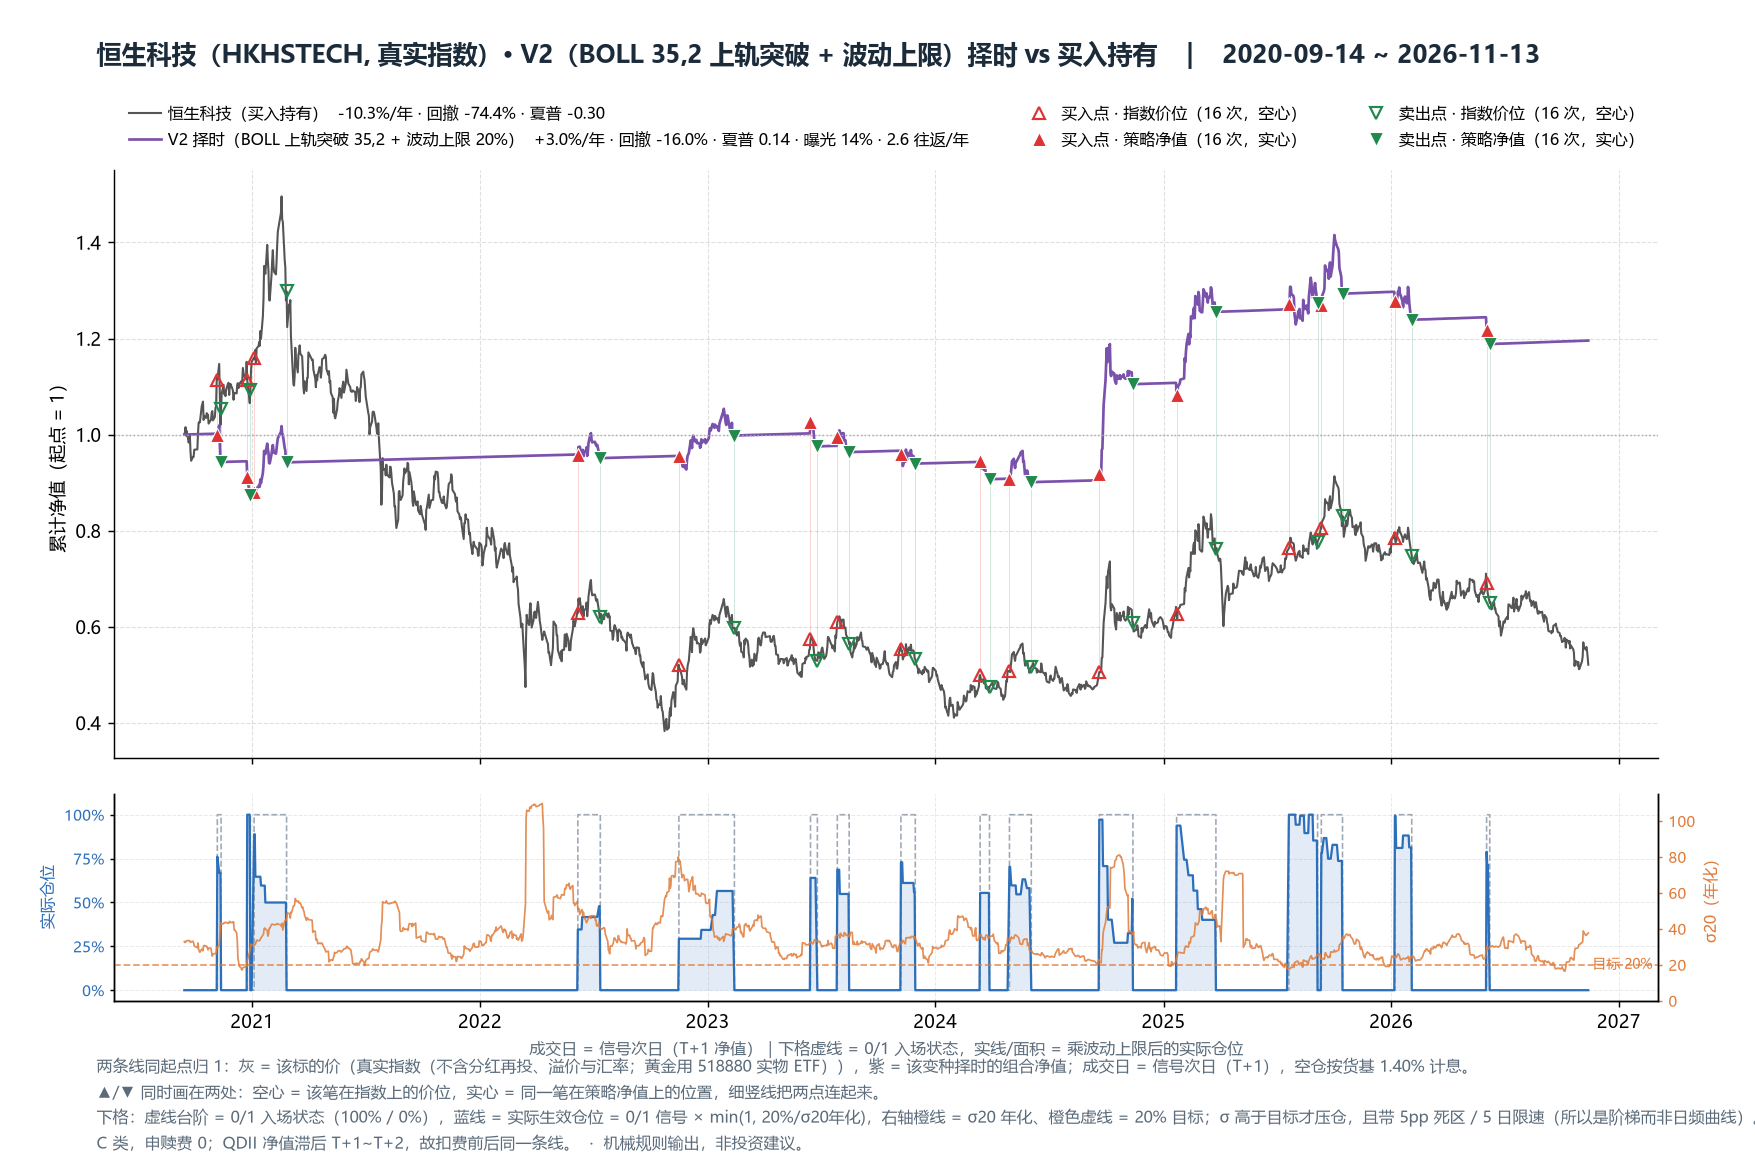 恒生科技（HKHSTECH, 真实指数）· V2（BOLL 35,2 上轨突破 + 波动上限）择时 vs 买入持有 | 2020-09-14 ~ 2026-11-13
恒生科技（买入持有） -10.3%/年 · 回撤 -74.4% · 夏普 -0.30
V2 择时（BOLL 上轨突破 35,2 + 波动上限 20%） +3.0%/年 · 回撤 -16.0% · 夏普 0.14 · 曝光 14% · 2.6 往返/年
买入点 · 指数价位（16 次，空心）
买入点 · 策略净值（16 次，实心）
卖出点 · 指数价位（16 次，空心）
卖出点 · 策略净值（16 次，实心）
累计净值（起点 = 1）
1.4
1.2
1.0
0.8
0.6
0.4
实际仓位
100%
75%
50%
25%
0%
100
80
60
40
20
0
σ20（年化）
目标 20%
2021
2022
2023
2024
2025
2026
2027
成交日 = 信号次日（T+1 净值）｜下格虚线 = 0/1 入场状态，实线/面积 = 乘波动上限后的实际仓位
两条线同起点归 1：灰 = 该标的价（真实指数（不含分红再投、溢价与汇率；黄金用 518880 实物 ETF）），紫 = 该变种择时的组合净值；成交日 = 信号次日（T+1），空仓按货基 1.40% 计息。
▲/▼ 同时画在两处：空心 = 该笔在指数上的价位，实心 = 同一笔在策略净值上的位置，细竖线把两点连起来。
下格：虚线台阶 = 0/1 入场状态（100% / 0%），蓝线 = 实际生效仓位 = 0/1 信号 × min(1, 20%/σ20年化)，右轴橙线 = σ20 年化、橙色虚线 = 20% 目标；σ 高于目标才压仓，且带 5pp 死区 / 5 日限速（所以是阶梯而非日频曲线）。
C 类，申赎费 0；QDII 净值滞后 T+1~T+2，故扣费前后同一条线。 · 机械规则输出，非投资建议。